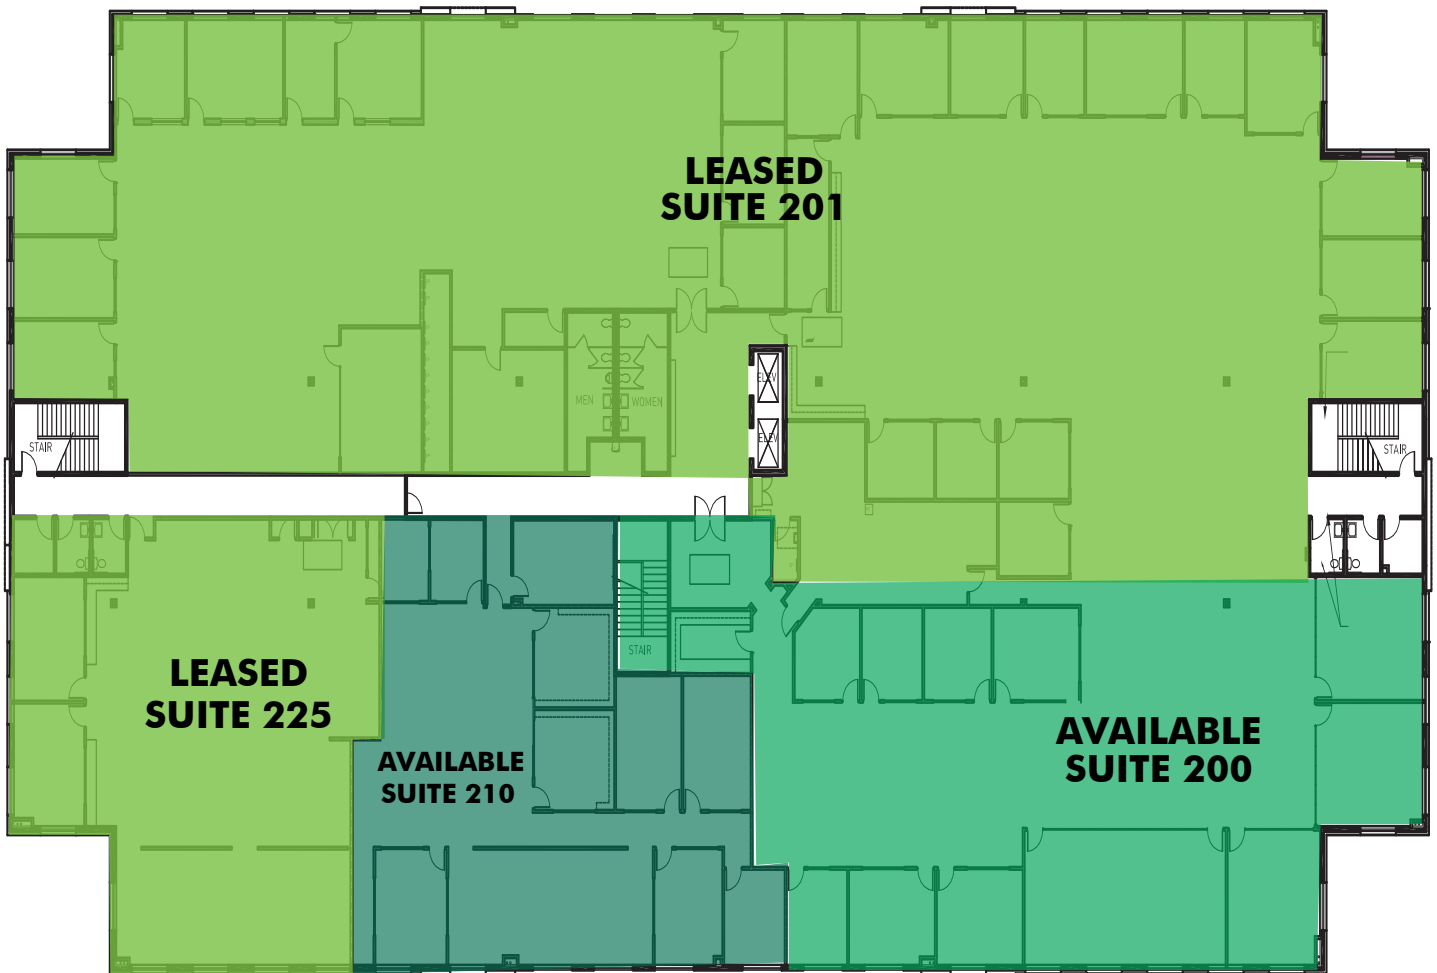 LEASED
SUITE 201
ELEV
MEN
WOMEN
ELEV
STAIR
STAIR
STAIR
LEASED
SUITE 225
AVAILABLE
SUITE 200
AVAILABLE
SUITE 210